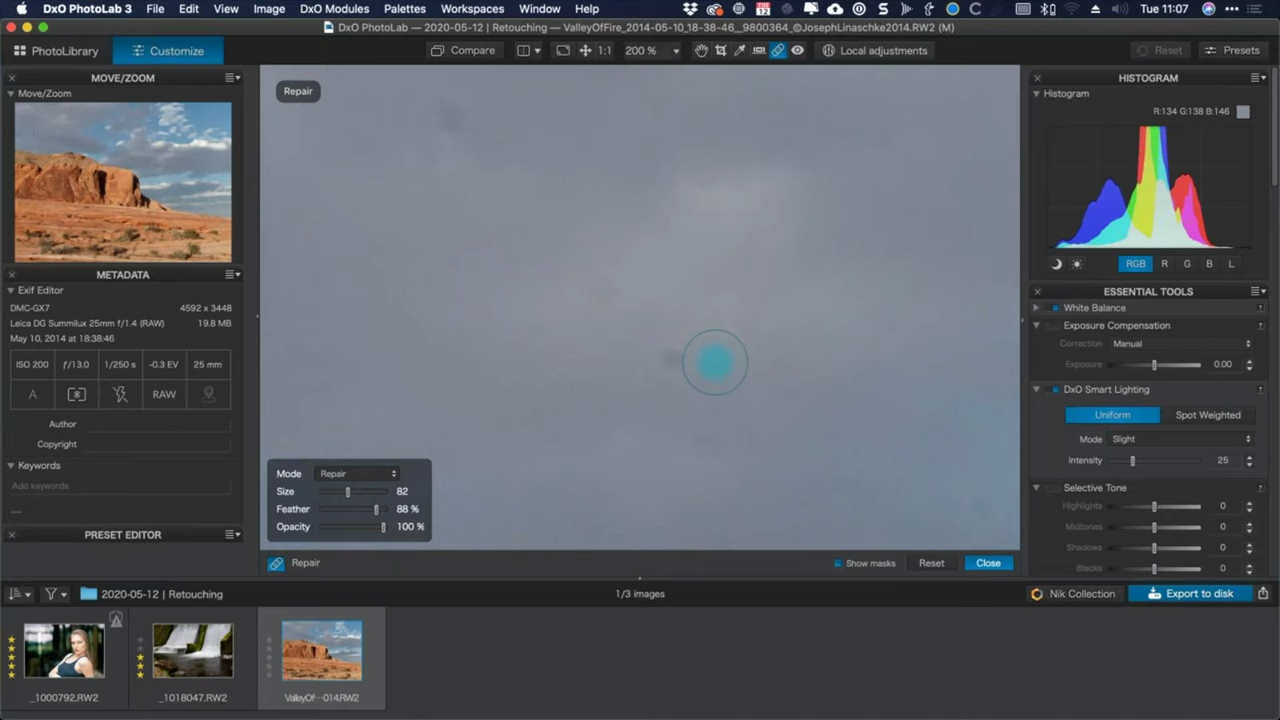 DxO PhotoLab 3 File Edit View Image DxO Modules Palettes Workspaces Window Help Tue 11:07
DxO PhotoLab — 2020-05-12 | Retouching — ValleyOfFire_2014-05-10_18-38-46__9800364_©JosephLinaschke2014.RW2 (M)
PhotoLibrary Customize Compare 1:1 200 % Local adjustments Reset Presets
MOVE/ZOOM
Move/Zoom
METADATA
Exif Editor
DMC-GX7 4592 x 3448
Leica DG Summilux 25mm f/1.4 (RAW) 19.8 MB
May 10, 2014 at 18:38:46
ISO 200 ƒ/13.0 1/250 s -0.3 EV 25 mm
A RAW
Author
Copyright
Keywords
Add keywords
PRESET EDITOR
Repair
Mode Repair
Size 82
Feather 88 %
Opacity 100 %
Repair Show masks Reset Close
HISTOGRAM
Histogram
R:134 G:138 B:146
RGB R G B L
ESSENTIAL TOOLS
White Balance
Exposure Compensation
Correction Manual
Exposure 0.00
DxO Smart Lighting
Uniform Spot Weighted
Mode Slight
Intensity 25
Selective Tone
Highlights 0
Midtones 0
Shadows 0
Blacks 0
2020-05-12 | Retouching 1/3 images Nik Collection Export to disk
_1000792.RW2 _1018047.RW2 ValleyOf···014.RW2